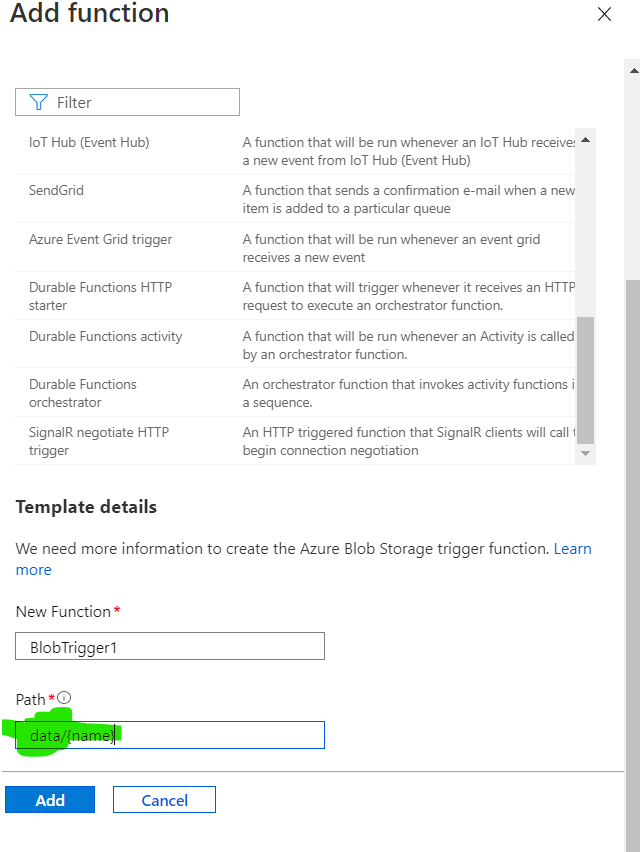 Add function
Filter
IoT Hub (Event Hub)
A function that will be run whenever an IoT Hub receives
a new event from IoT Hub (Event Hub)
SendGrid
A function that sends a confirmation e-mail when a new
item is added to a particular queue
Azure Event Grid trigger
A function that will be run whenever an event grid
receives a new event
Durable Functions HTTP
starter
A function that will trigger whenever it receives an HTTP
request to execute an orchestrator function.
Durable Functions activity
A function that will be run whenever an Activity is called
by an orchestrator function.
Durable Functions
orchestrator
An orchestrator function that invokes activity functions i
a sequence.
SignalR negotiate HTTP
trigger
An HTTP triggered function that SignalR clients will call t
begin connection negotiation
Template details
We need more information to create the Azure Blob Storage trigger function. Learn
more
New Function*
BlobTrigger1
Path*
data/{name}
Add
Cancel